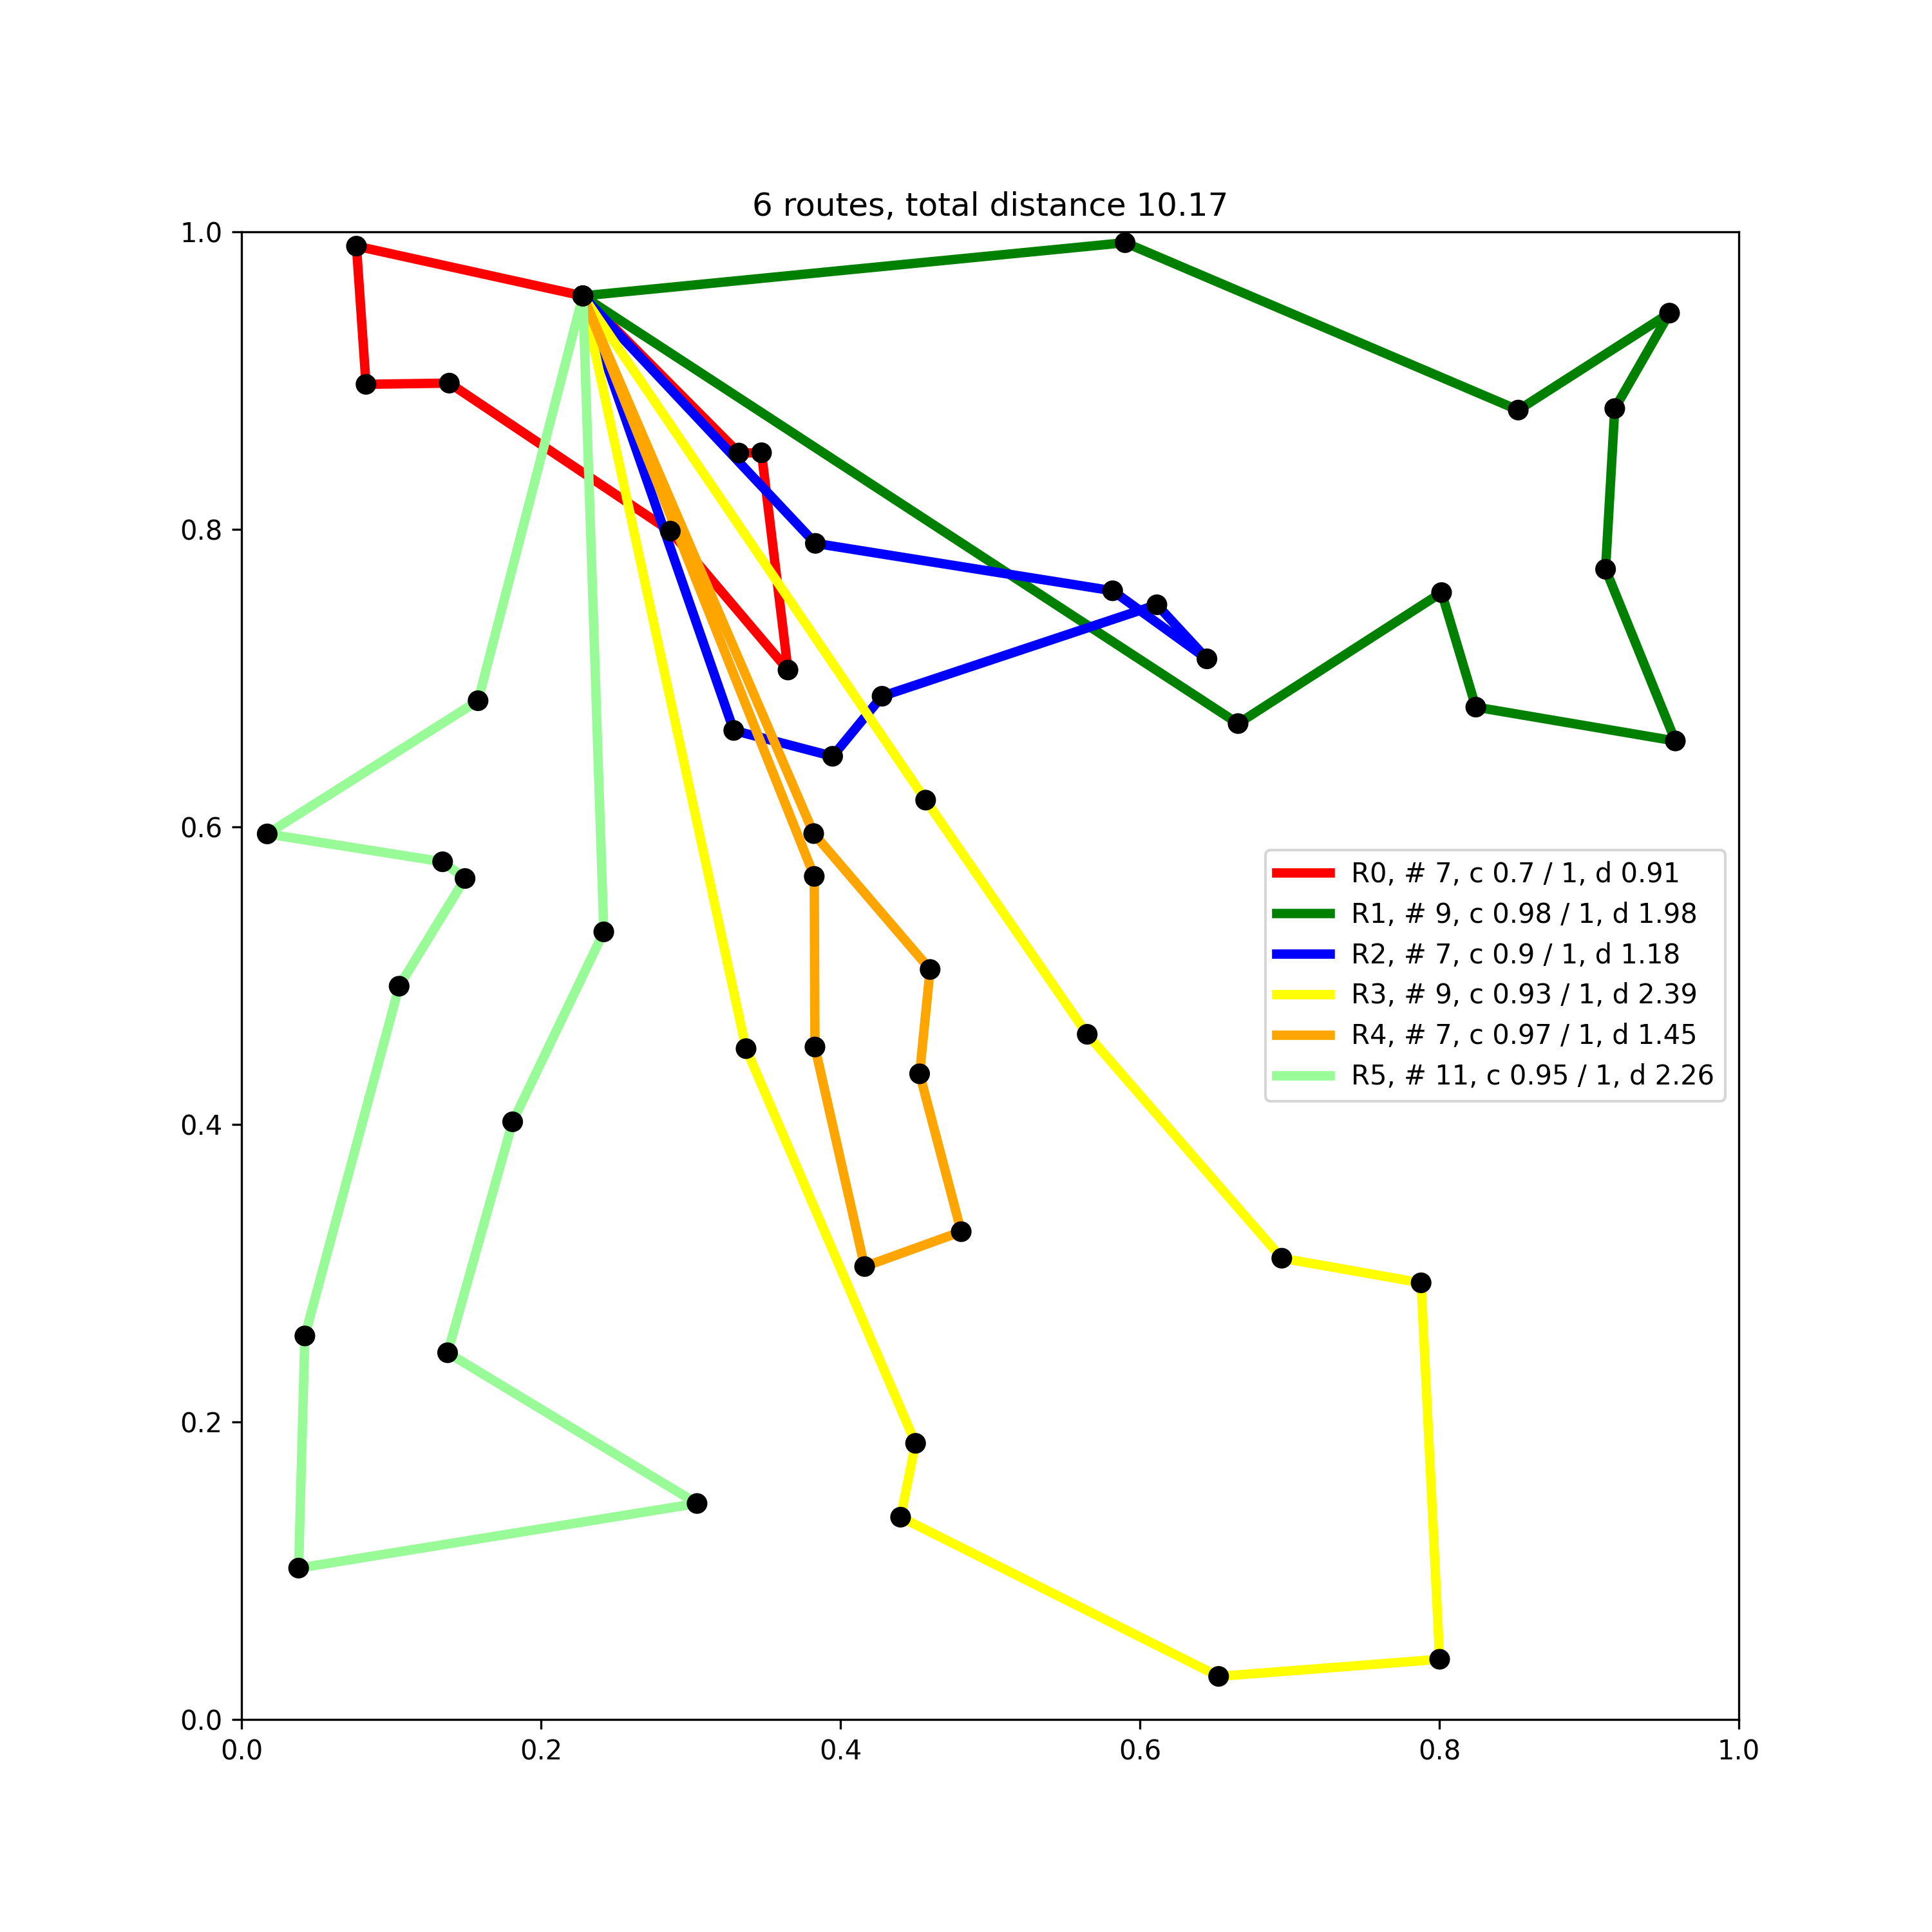 6 routes, total distance 10.17
1.0
0.8
0.6
0.4
0.2
0.0
R0, # 7, c 0.7 / 1, d 0.91
R1, # 9, c 0.98 / 1, d 1.98
R2, # 7, c 0.9 / 1, d 1.18
R3, # 9, c 0.93 / 1, d 2.39
R4, # 7, c 0.97 / 1, d 1.45
R5, # 11, c 0.95 / 1, d 2.26
0.0 0.2 0.4 0.6 0.8 1.0